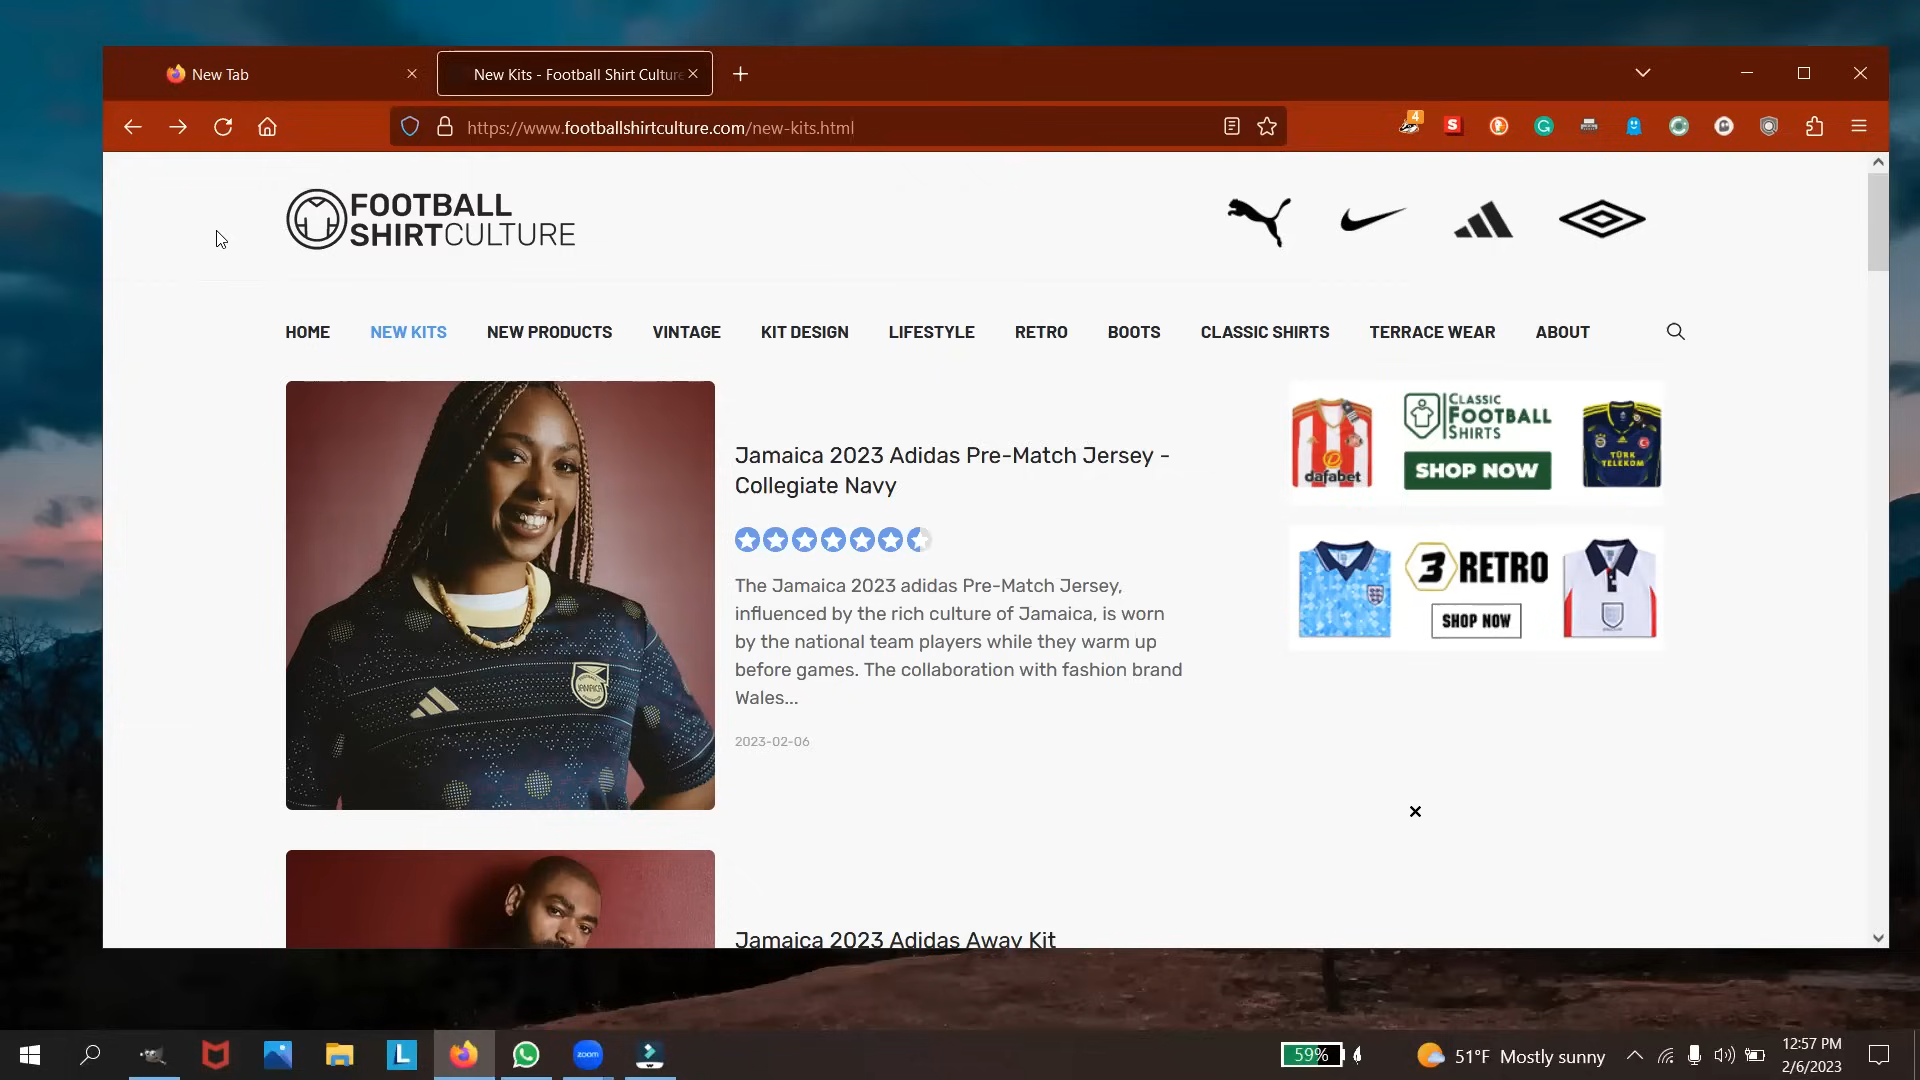 New Tab
New Kits - Football Shirt Culture
https://www.footballshirtculture.com/new-kits.html
4
S
G
FOOTBALL
SHIRTCULTURE
HOME
NEW KITS
NEW PRODUCTS
VINTAGE
KIT DESIGN
LIFESTYLE
RETRO
BOOTS
CLASSIC SHIRTS
TERRACE WEAR
ABOUT
Jamaica 2023 Adidas Pre-Match Jersey -
Collegiate Navy
The Jamaica 2023 adidas Pre-Match Jersey,
influenced by the rich culture of Jamaica, is worn
by the national team players while they warm up
before games. The collaboration with fashion brand
Wales...
2023-02-06
JAMAICA
CLASSIC
FOOTBALL
SHIRTS
SHOP NOW
dafabet
TÜRK
TELEKOM
3 RETRO
SHOP NOW
Jamaica 2023 Adidas Away Kit
L
zoom
59%
51°F Mostly sunny
12:57 PM
2/6/2023